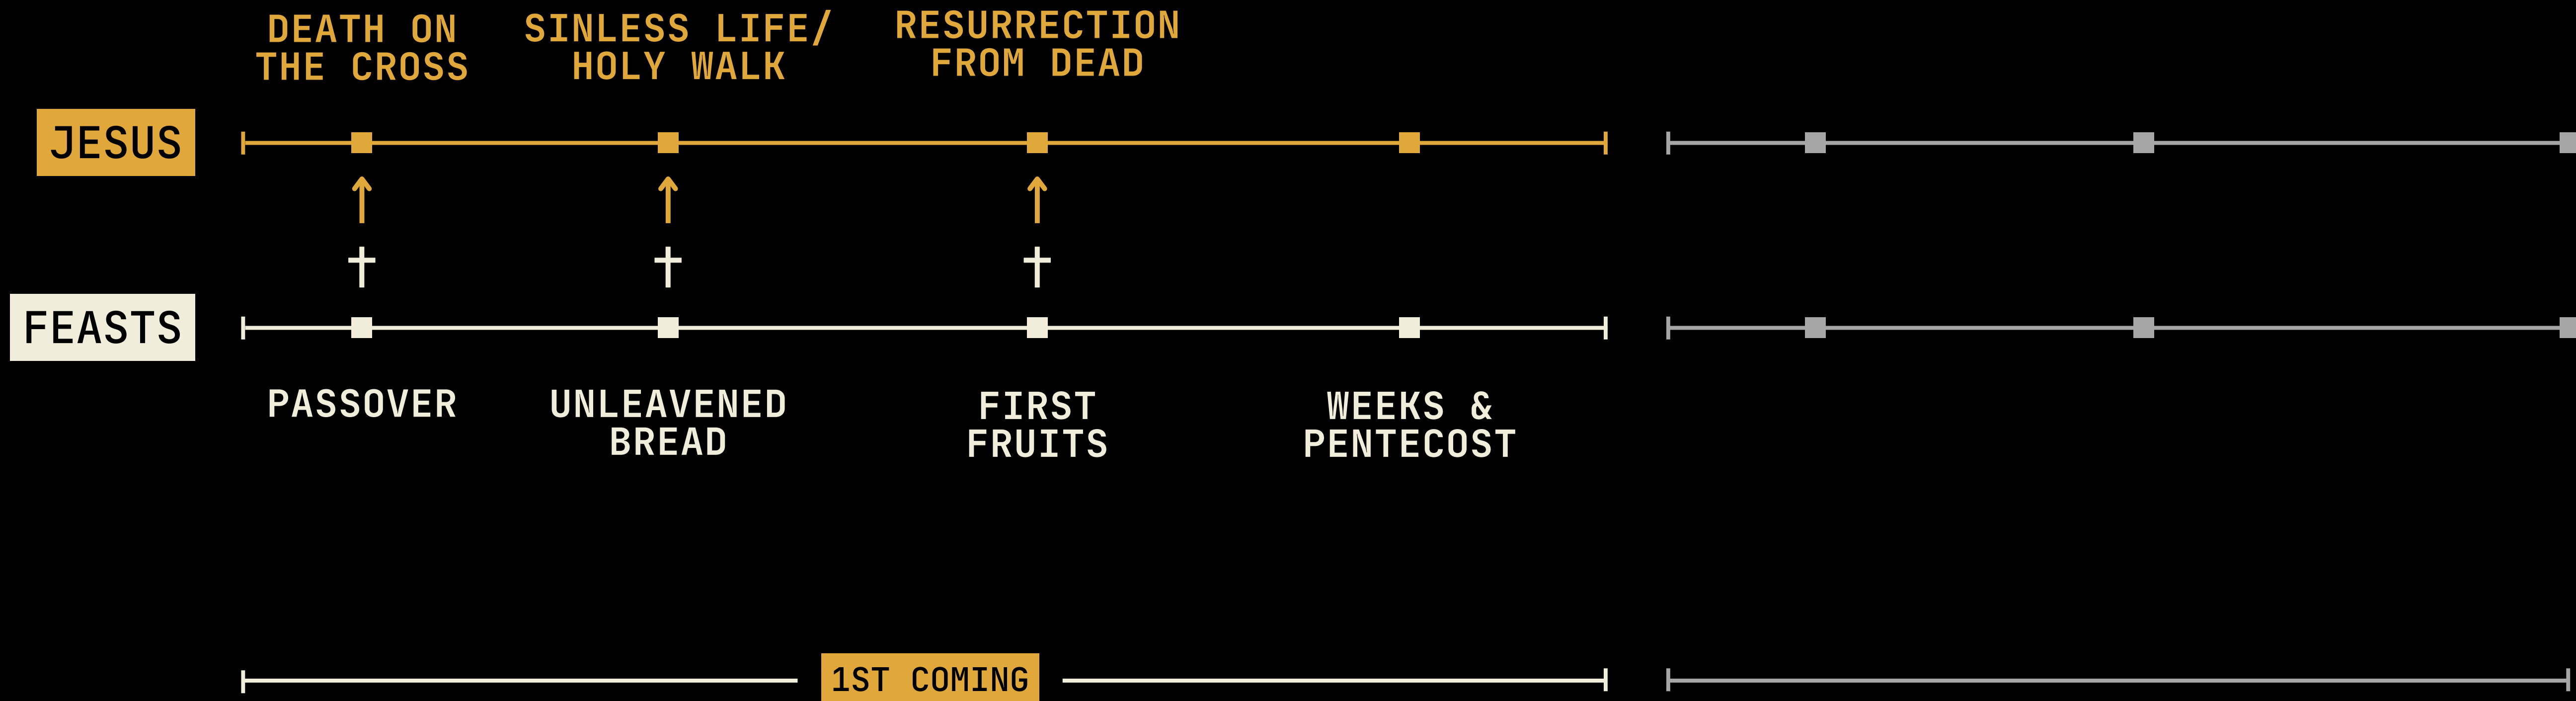 DEATH ON
THE CROSS
SINLESS LIFE/
HOLY WALK
RESURRECTION
FROM DEAD
JESUS
FEASTS
PASSOVER
UNLEAVENED
BREAD
FIRST
FRUITS
WEEKS &
PENTECOST
1ST COMING